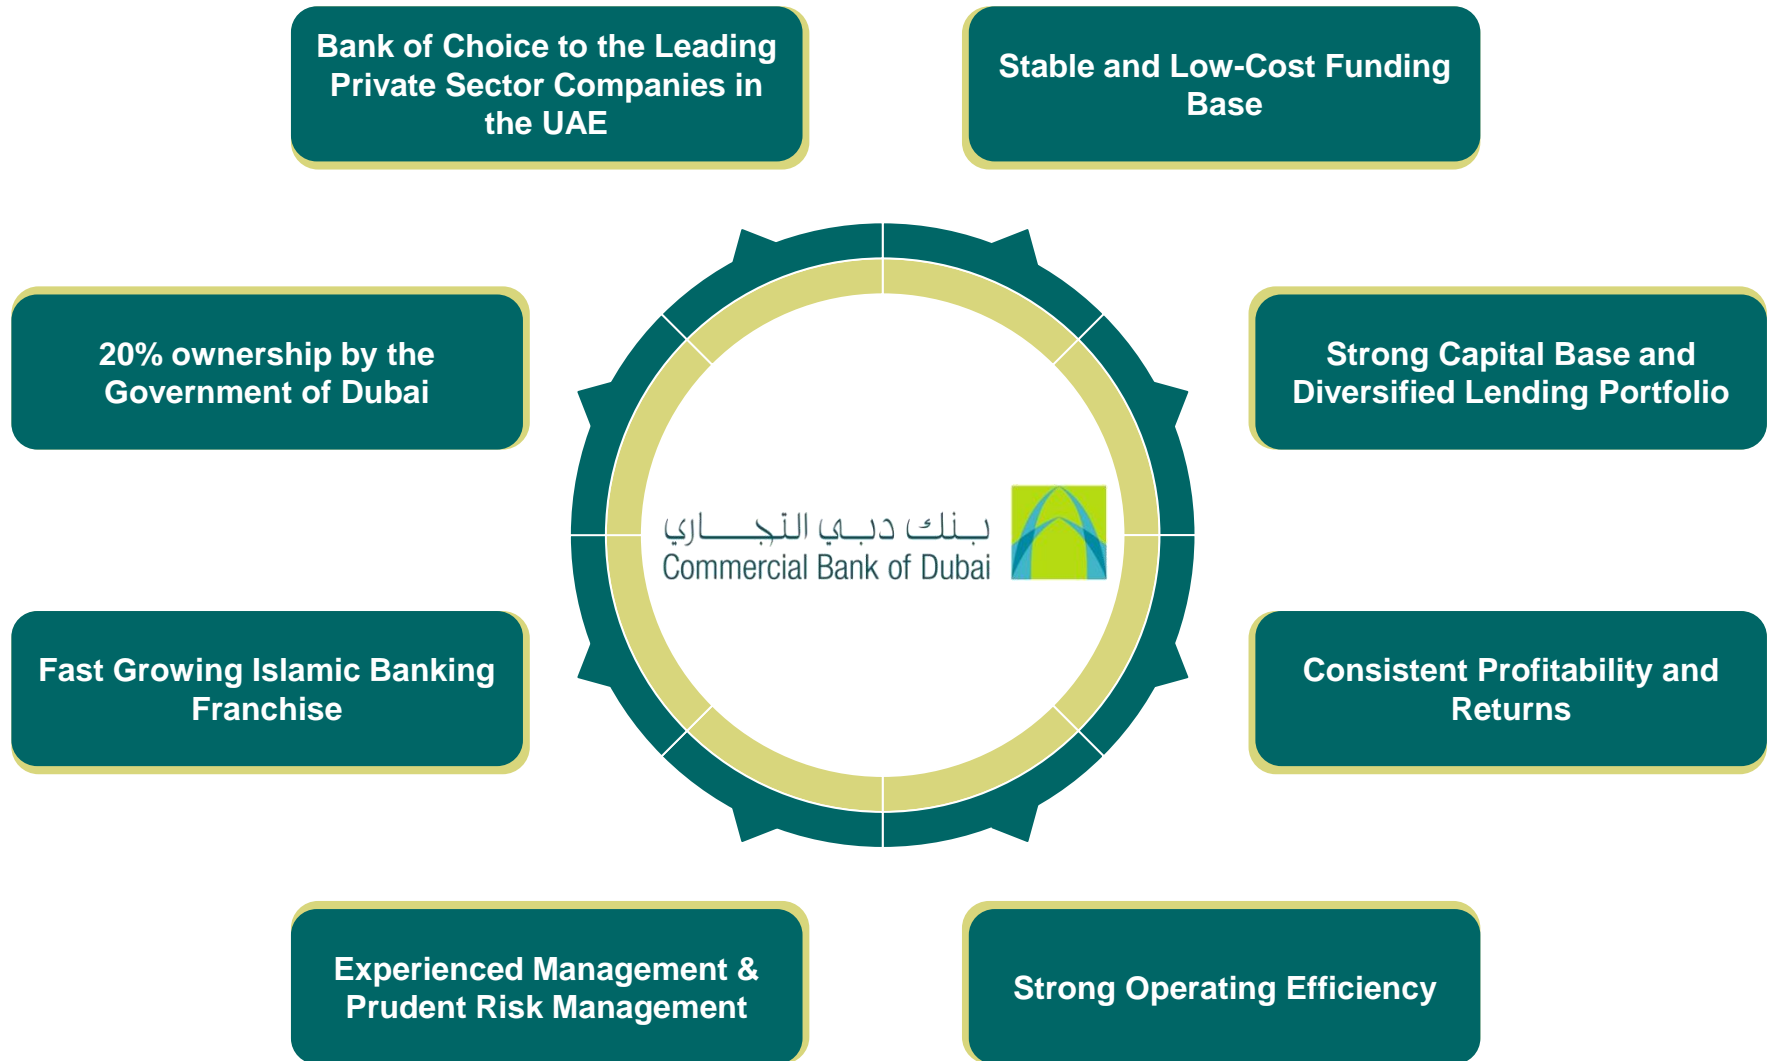 Bank of Choice to the Leading
Private Sector Companies in
the UAE
Stable and Low-Cost Funding
Base
20% ownership by the
Government of Dubai
Strong Capital Base and
Diversified Lending Portfolio
بنك دبي التجاري
Commercial Bank of Dubai
Fast Growing Islamic Banking
Franchise
Consistent Profitability and
Returns
Experienced Management &
Prudent Risk Management
Strong Operating Efficiency